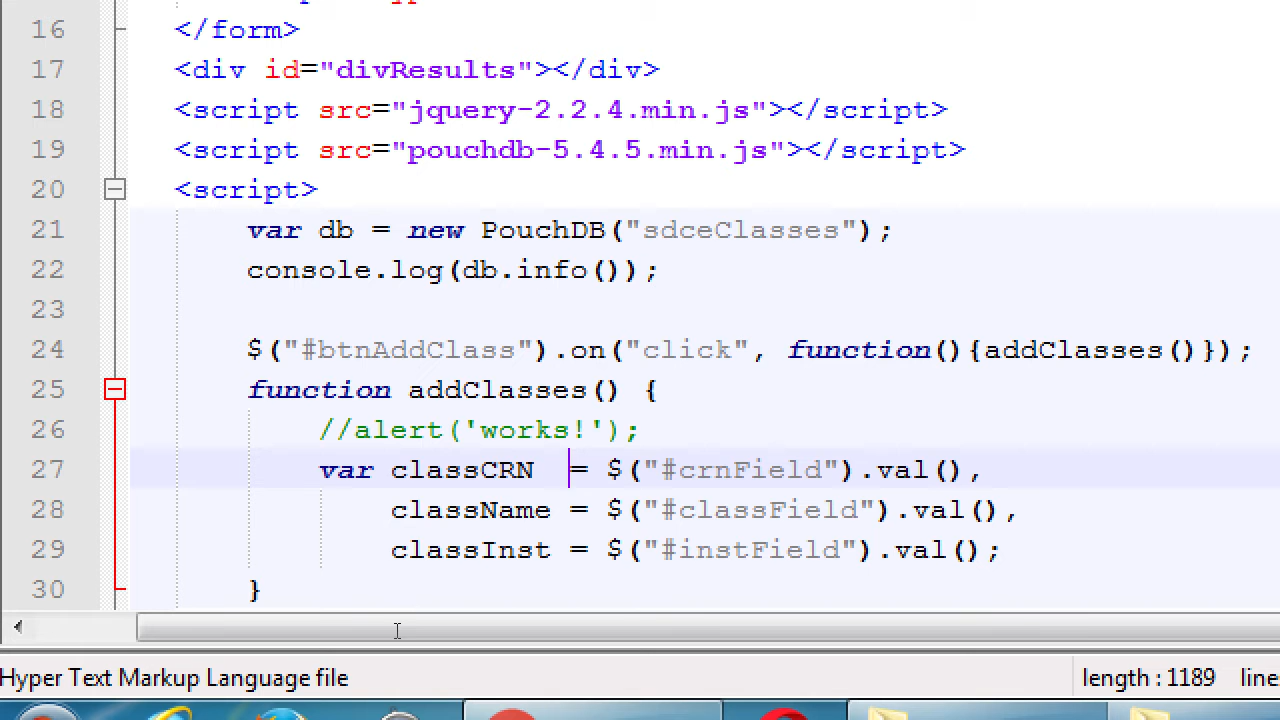 16 </form>
17 <div id="divResults"></div>
18 <script src="jquery-2.2.4.min.js"></script>
19 <script src="pouchdb-5.4.5.min.js"></script>
20 <script>
21 var db = new PouchDB("sdceClasses");
22 console.log(db.info());
23
24 $("#btnAddClass").on("click", function(){addClasses()});
25 function addClasses() {
26 //alert('works!');
27 var classCRN = $("#crnField").val(),
28 className = $("#classField").val(),
29 classInst = $("#instField").val();
30 }
Hyper Text Markup Language file length : 1189 line